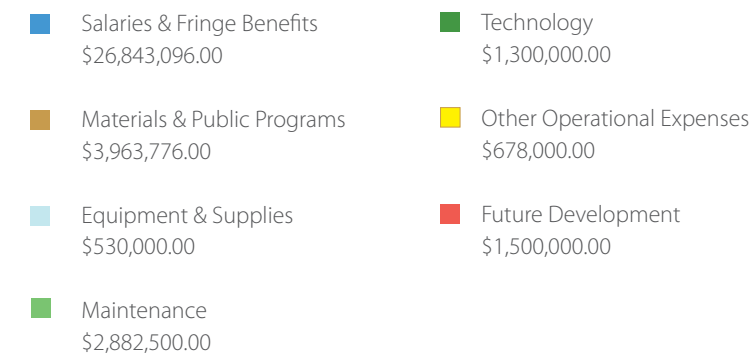 Salaries & Fringe Benefits
$26,843,096.00
Materials & Public Programs
$3,963,776.00
Equipment & Supplies
$530,000.00
Maintenance
$2,882,500.00
Technology
$1,300,000.00
Other Operational Expenses
$678,000.00
Future Development
$1,500,000.00